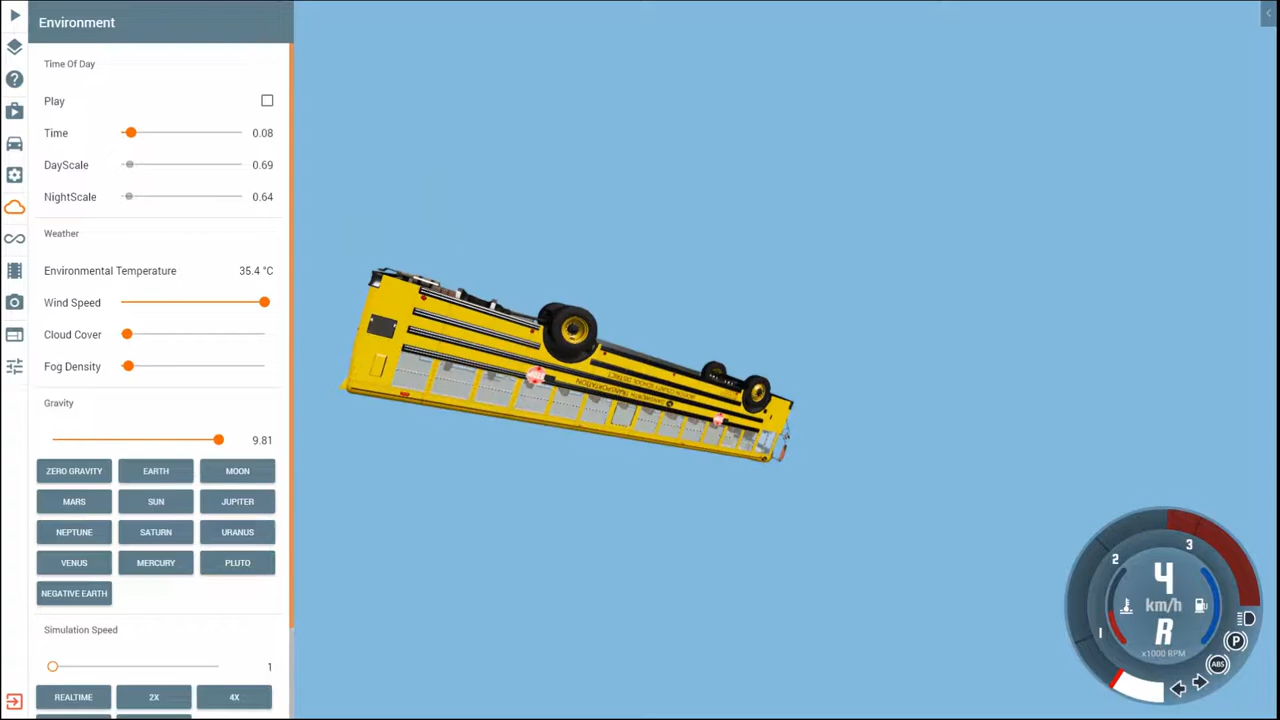 Environment
Time Of Day
Play
Time 0.08
DayScale 0.69
NightScale 0.64
Weather
Environmental Temperature 35.4 °C
Wind Speed
Cloud Cover
Fog Density
Gravity
9.81
ZERO GRAVITY EARTH MOON
MARS SUN JUPITER
NEPTUNE SATURN URANUS
VENUS MERCURY PLUTO
NEGATIVE EARTH
Simulation Speed
1
REALTIME 2X 4X
1 2 3
4
km/h
R
x1000 RPM
P
ABS